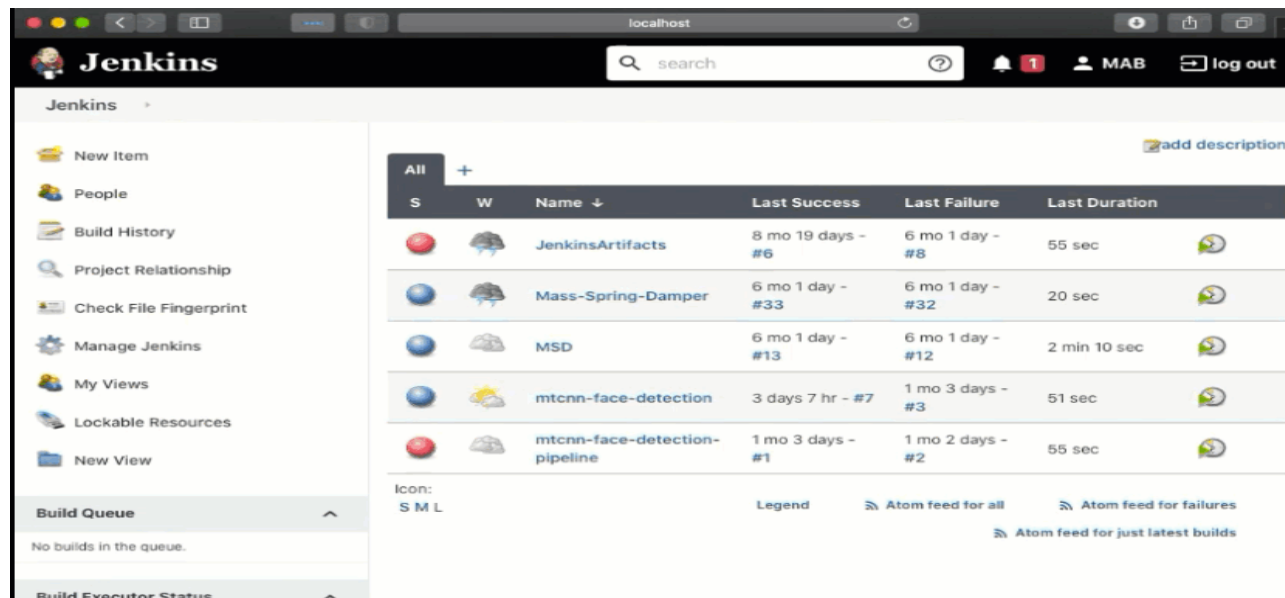 localhost
Jenkins
search
1
MAB
log out
Jenkins
New Item
People
Build History
Project Relationship
Check File Fingerprint
Manage Jenkins
My Views
Lockable Resources
New View
Build Queue
No builds in the queue.
Build Executor Status
add description
All +
S W Name ↓ Last Success Last Failure Last Duration
JenkinsArtifacts 8 mo 19 days - 6 mo 1 day - 55 sec
#6 #8
Mass-Spring-Damper 6 mo 1 day - 6 mo 1 day - 20 sec
#33 #32
MSD 6 mo 1 day - 6 mo 1 day - 2 min 10 sec
#13 #12
mtcnn-face-detection 3 days 7 hr - #7 1 mo 3 days - 51 sec
#3
mtcnn-face-detection- 1 mo 3 days - 1 mo 2 days - 55 sec
pipeline #1 #2
Icon:
S M L
Legend Atom feed for all Atom feed for failures
Atom feed for just latest builds